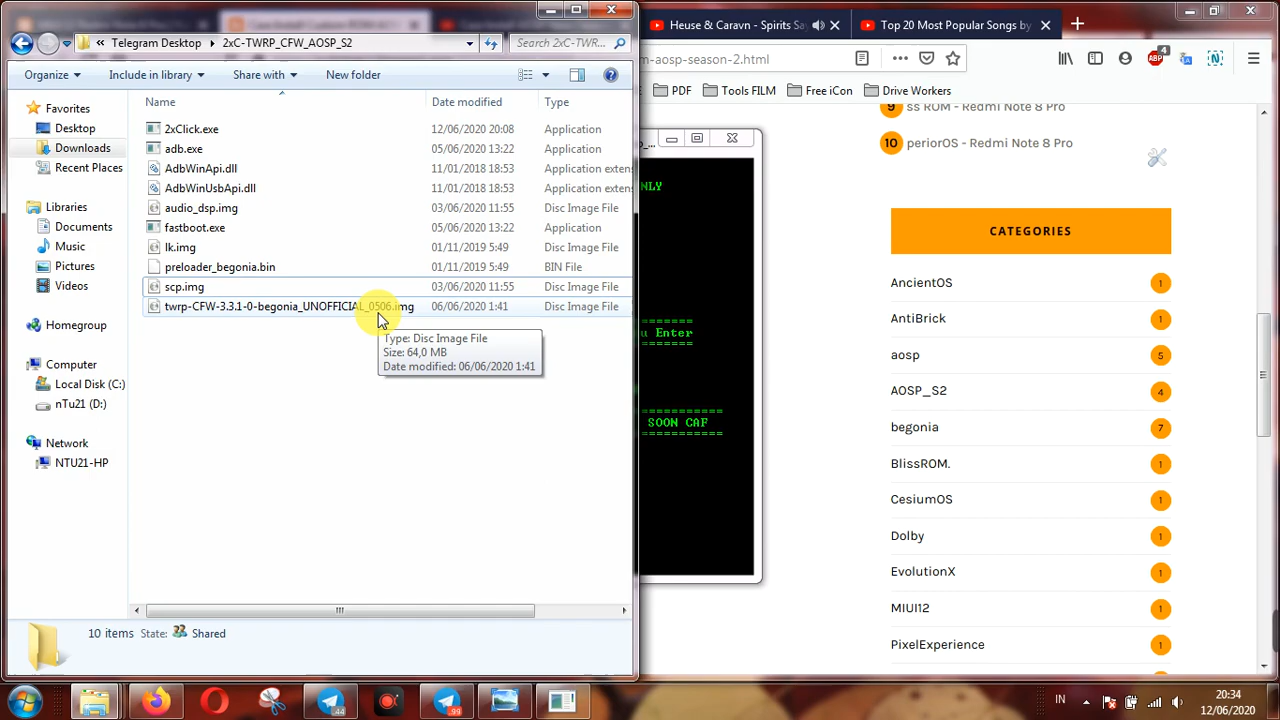 Heuse & Caravn - Spirits Sa
Top 20 Most Popular Songs by
Telegram Desktop
2xC-TWRP_CFW_AOSP_S2
Search 2xC-TW...
m-aosp-season-2.html
Organize
Include in library
Share with
New folder
ABP
4
N
PDF
Tools FILM
Free iCon
Drive Workers
Favorites
Desktop
Downloads
Recent Places
Libraries
Documents
Music
Pictures
Videos
Homegroup
Computer
Local Disk (C:)
nTu21 (D:)
Network
NTU21-HP
Name
Date modified
Type
2xClick.exe
12/06/2020 20:08
Application
adb.exe
05/06/2020 13:22
Application
AdbWinApi.dll
11/01/2018 18:53
Application extens
AdbWinUsbApi.dll
11/01/2018 18:53
Application extens
audio_dsp.img
03/06/2020 11:55
Disc Image File
fastboot.exe
05/06/2020 13:22
Application
lk.img
01/11/2019 5:49
Disc Image File
preloader_begonia.bin
01/11/2019 5:49
BIN File
scp.img
03/06/2020 11:55
Disc Image File
twrp-CFW-3.3.1-0-begonia_UNOFFICIAL_0506.img
06/06/2020 1:41
Disc Image File
Type: Disc Image File
Size: 64,0 MB
Date modified: 06/06/2020 1:41
10 items
State:
Shared
NLY
========
u Enter
========
============
SOON CAF
============
9 ss ROM - Redmi Note 8 Pro
10 periorOS - Redmi Note 8 Pro
CATEGORIES
AncientOS 1
AntiBrick 1
aosp 5
AOSP_S2 4
begonia 7
BlissROM. 1
CesiumOS 1
Dolby 1
EvolutionX 1
MIUI12 1
PixelExperience 1
44
99
IN
20:34
12/06/2020